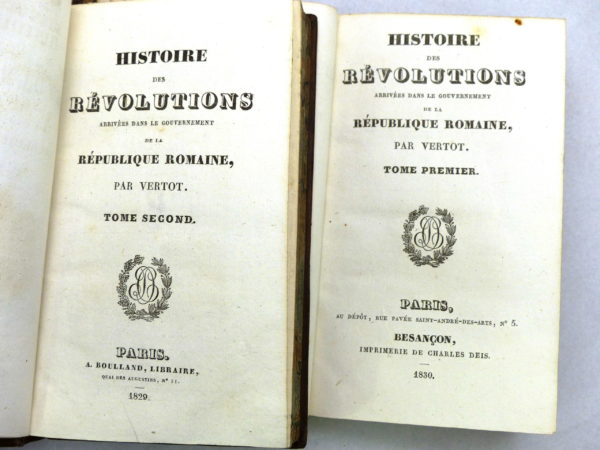 HISTOIRE
DES
RÉVOLUTIONS
ARRIVÉES DANS LE GOUVERNEMENT
DE LA
RÉPUBLIQUE ROMAINE,
PAR VERTOT.
TOME SECOND.
PARIS.
A. BOULLAND, LIBRAIRE,
QUAI DES AUGUSTINS, Nº 11.
1829.
HISTOIRE
DES
RÉVOLUTIONS
ARRIVÉES DANS LE GOUVERNEMENT
DE LA
RÉPUBLIQUE ROMAINE,
PAR VERTOT.
TOME PREMIER.
PARIS,
AU DÉPÔT, RUE PAVÉE SAINT-ANDRÉ-DES-ARTS, Nº 5.
BESANÇON,
IMPRIMERIE DE CHARLES DEIS.
1830.